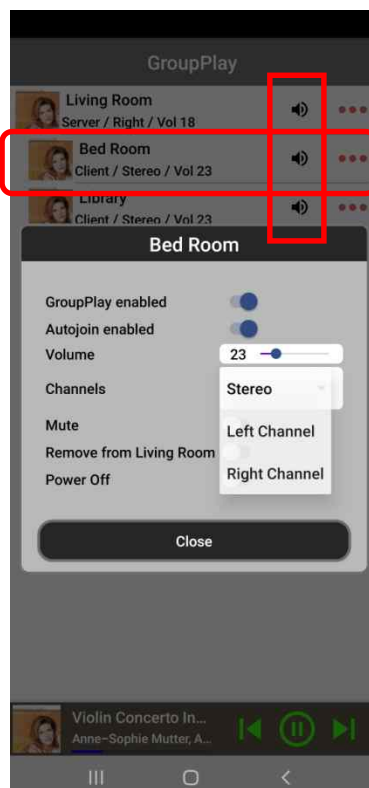 GroupPlay
Living Room
Server / Right / Vol 18
Bed Room
Client / Stereo / Vol 23
Library
Client / Stereo / Vol 23
Bed Room
GroupPlay enabled
Autojoin enabled
Volume 23
Channels Stereo
Left Channel
Right Channel
Mute
Remove from Living Room
Power Off
Close
Violin Concerto In...
Anne-Sophie Mutter, A...